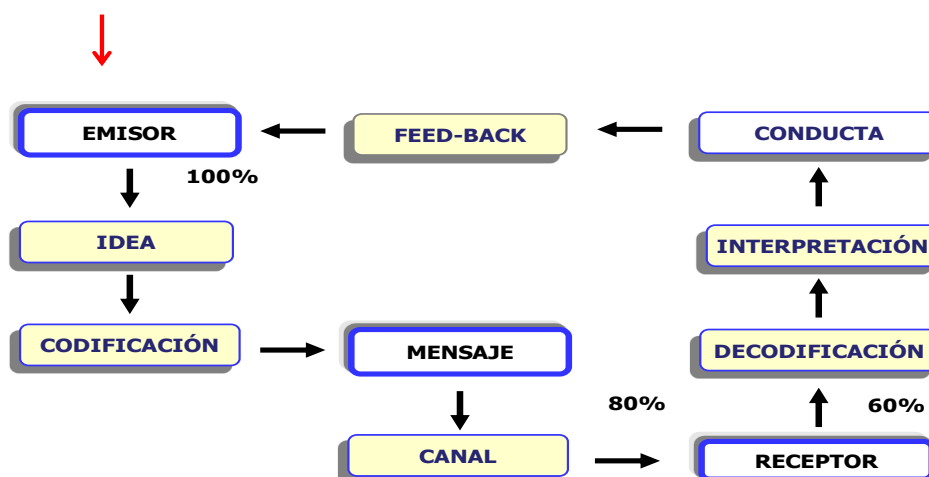 EMISOR
FEED-BACK
CONDUCTA
100%
IDEA
INTERPRETACIÓN
CODIFICACIÓN
MENSAJE
DECODIFICACIÓN
80%
60%
CANAL
RECEPTOR